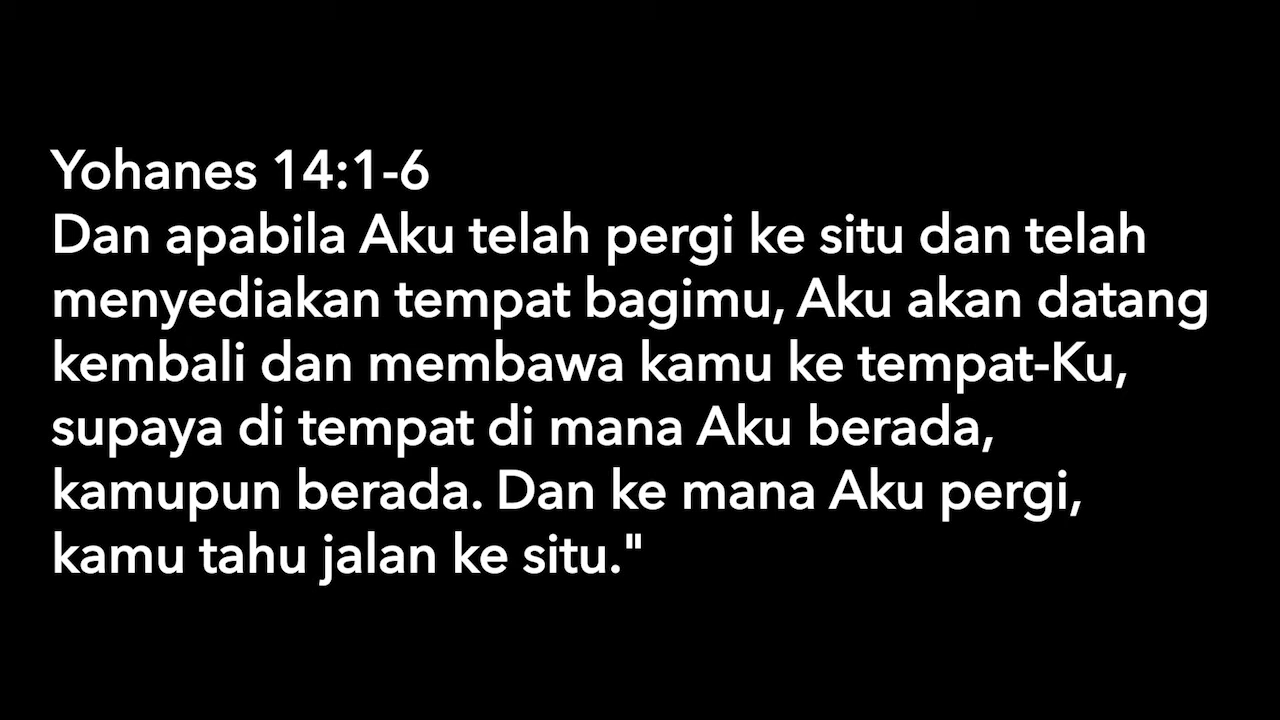 Yohanes 14:1-6
Dan apabila Aku telah pergi ke situ dan telah
menyediakan tempat bagimu, Aku akan datang
kembali dan membawa kamu ke tempat-Ku,
supaya di tempat di mana Aku berada,
kamupun berada. Dan ke mana Aku pergi,
kamu tahu jalan ke situ."